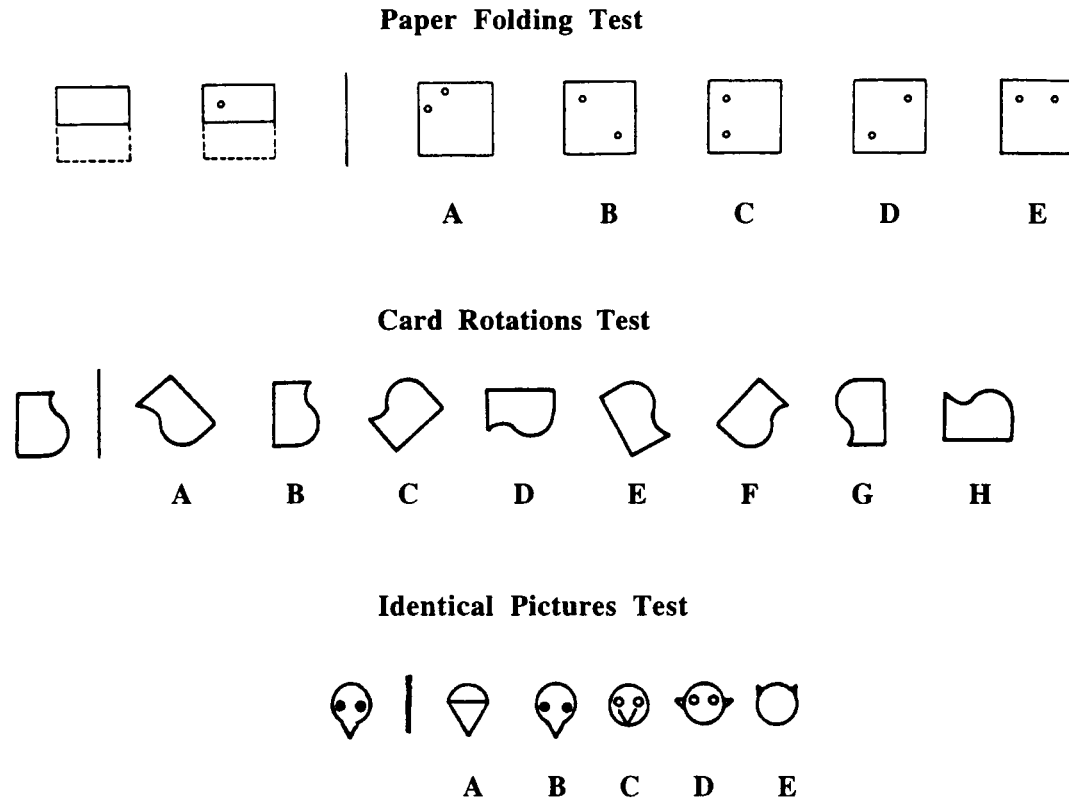 Paper Folding Test
A B C D E
Card Rotations Test
A B C D E F G H
Identical Pictures Test
A B C D E